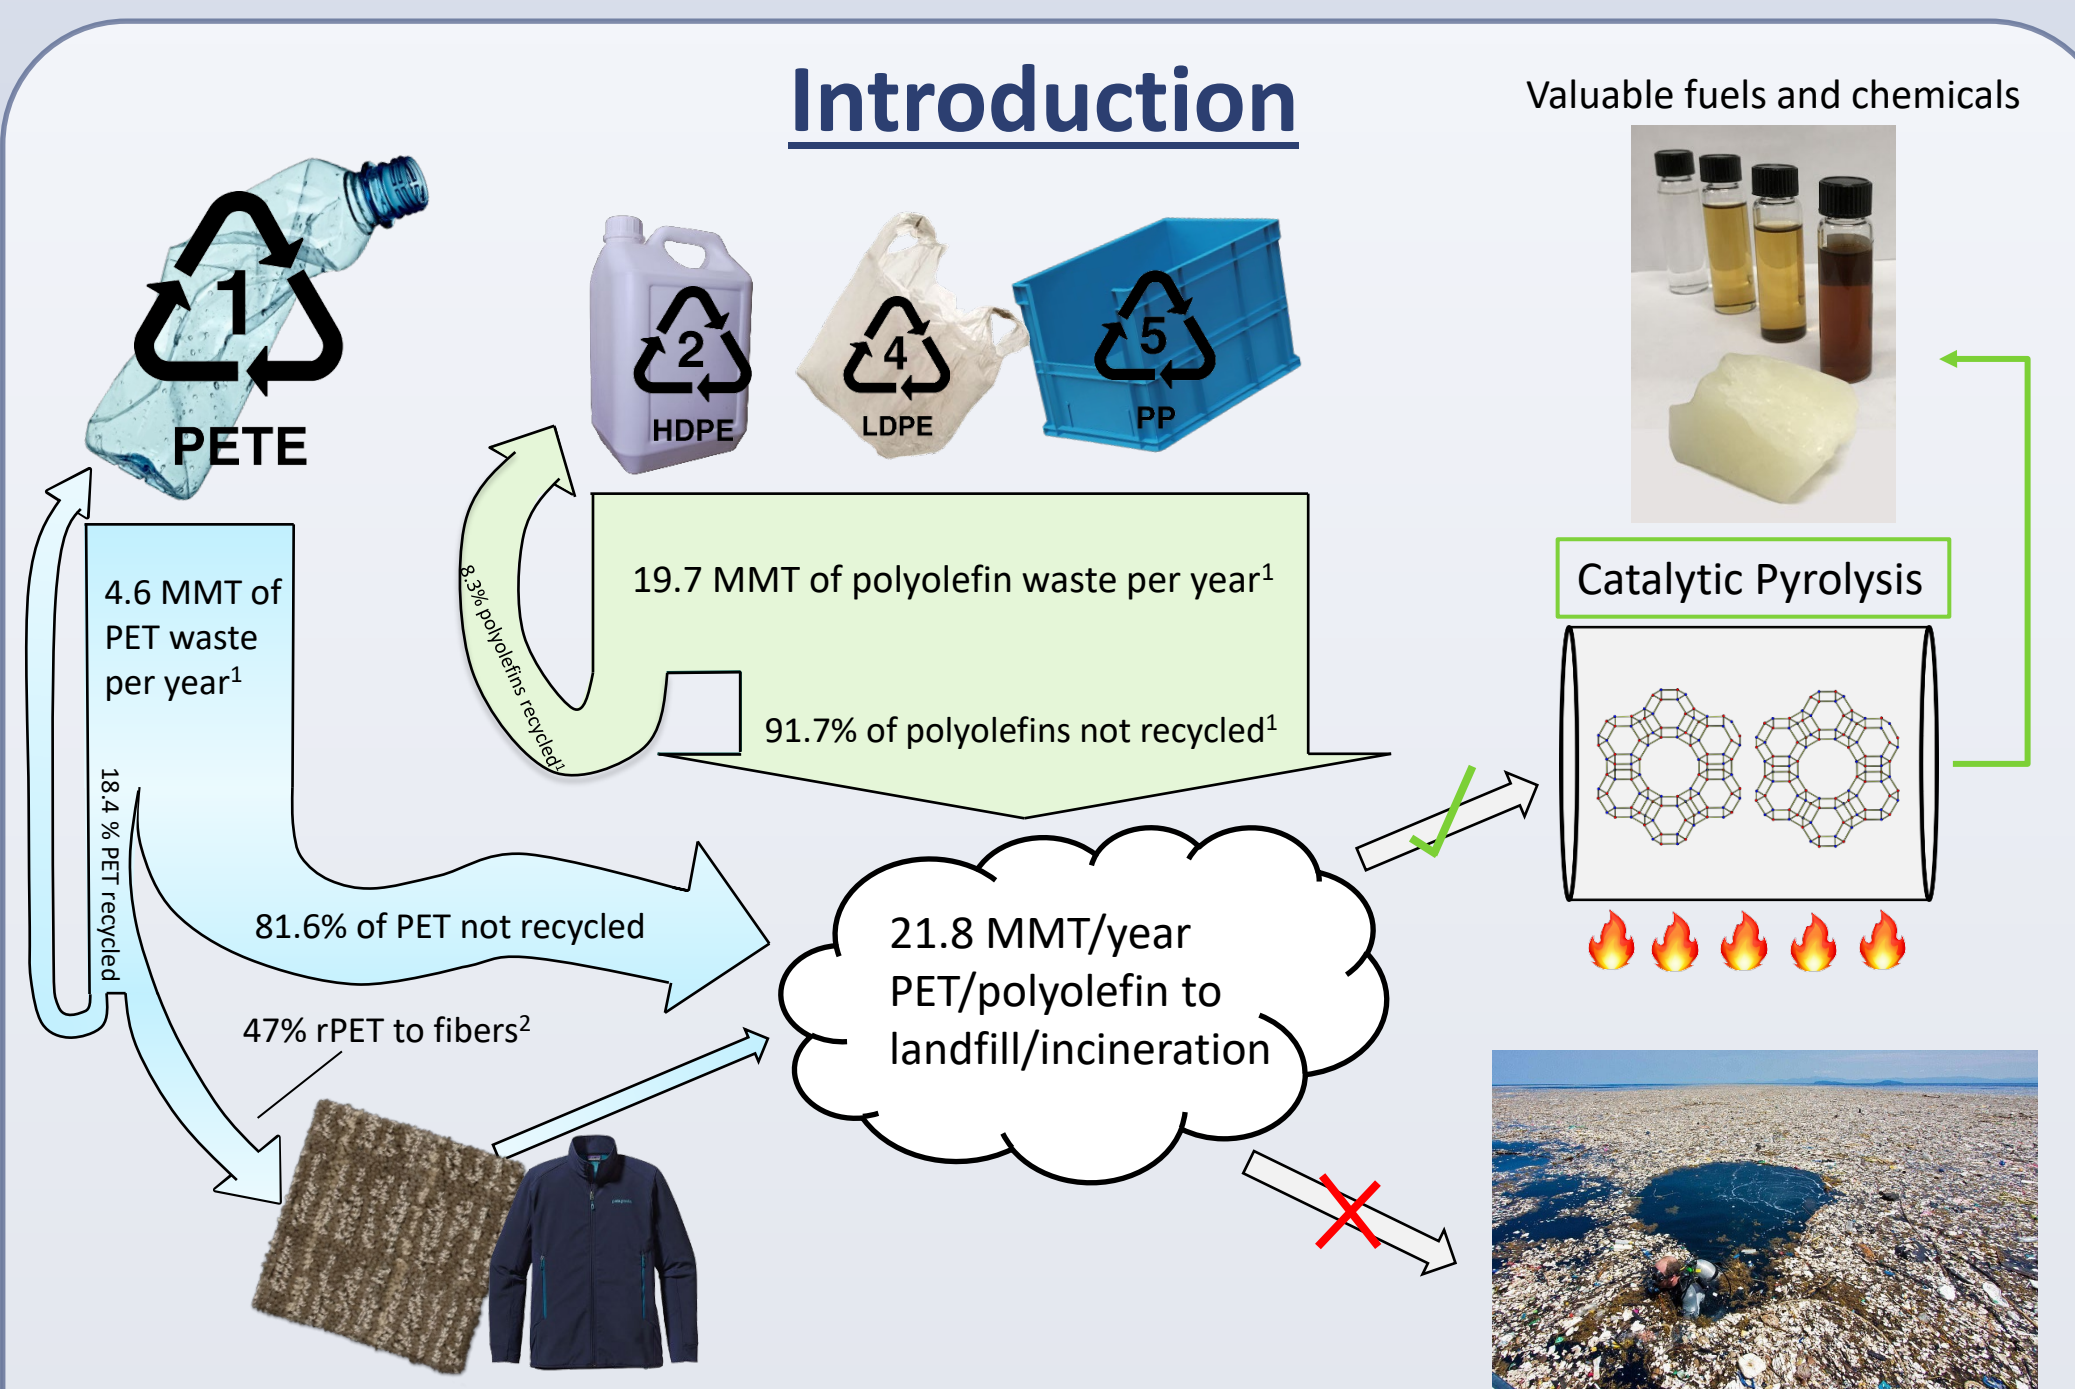 Introduction
Valuable fuels and chemicals
1
PETE
2
HDPE
4
LDPE
5
PP
4.6 MMT of
PET waste
per year¹
18.4 % PET recycled
81.6% of PET not recycled
47% rPET to fibers²
8.3% polyolefins recycled¹
19.7 MMT of polyolefin waste per year¹
91.7% of polyolefins not recycled¹
21.8 MMT/year
PET/polyolefin to
landfill/incineration
Catalytic Pyrolysis